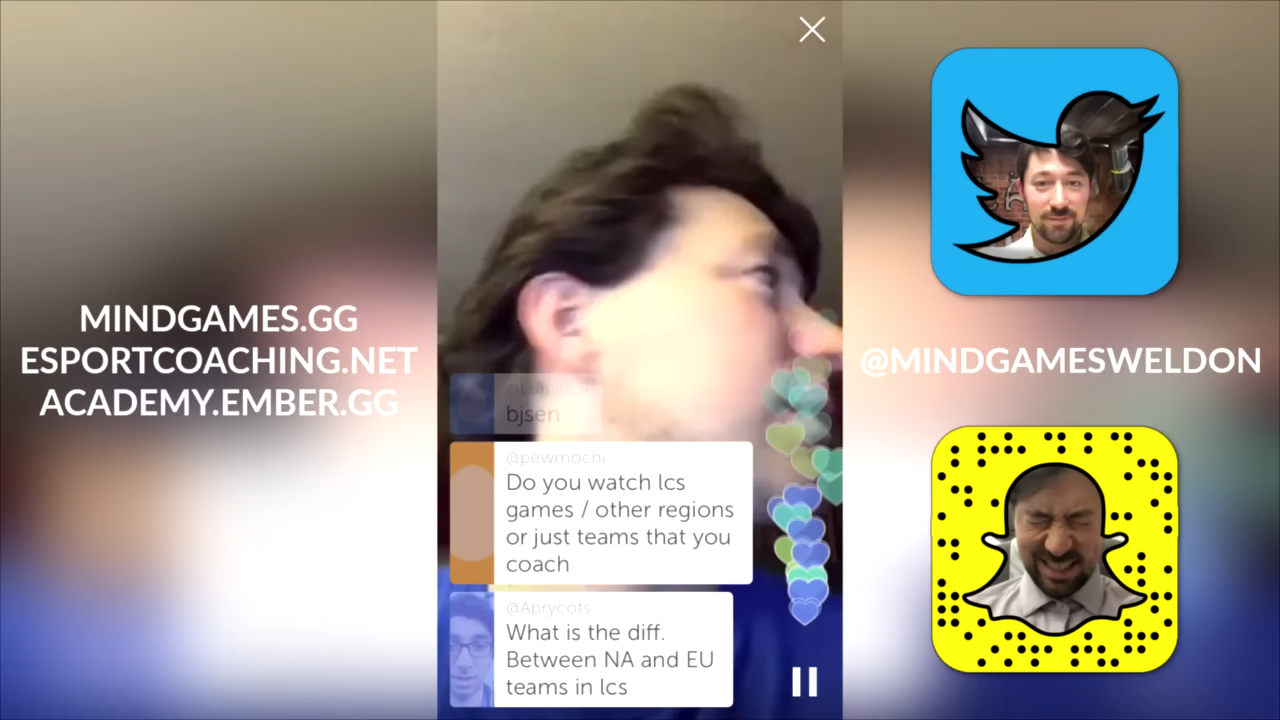 MINDGAMES.GG
ESPORTCOACHING.NET
ACADEMY.EMBER.GG
bjsen
@pewmochi
Do you watch lcs
games / other regions
or just teams that you
coach
@Aprycots
What is the diff.
Between NA and EU
teams in lcs
@MINDGAMESWELDON